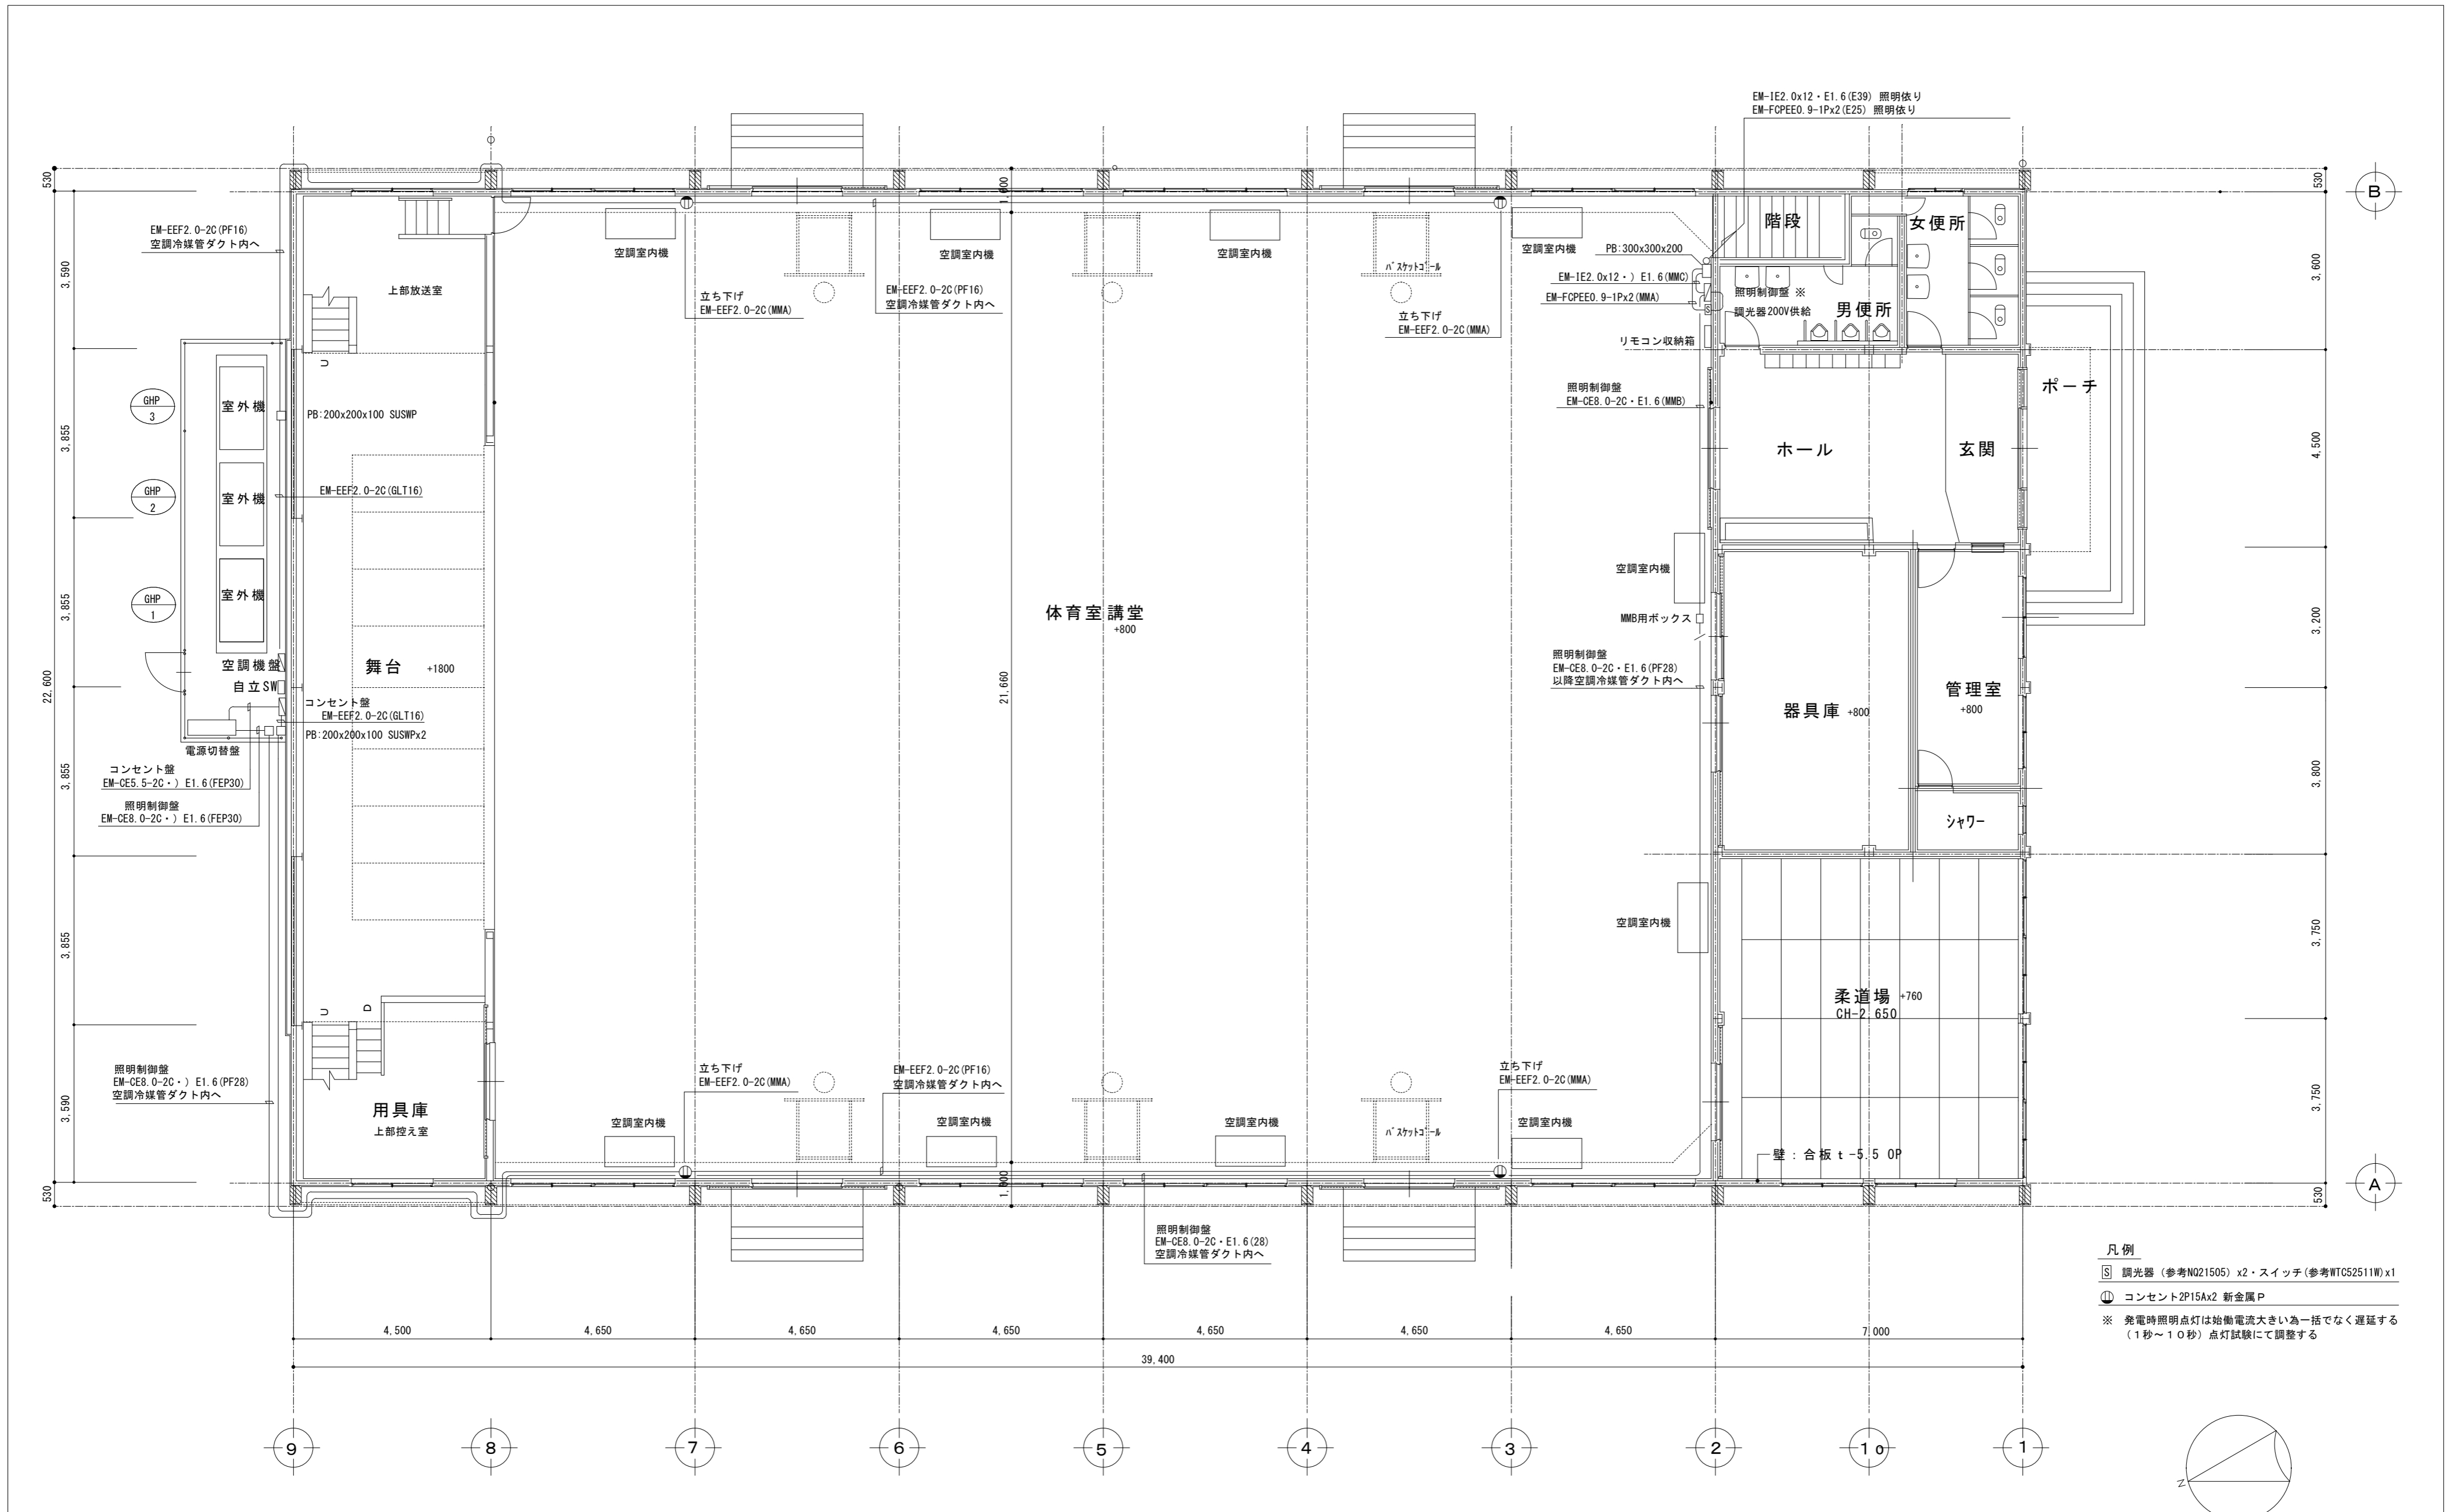 EM-IE2.0x12・E1.6(E39) 照明依り
EM-FCPEE0.9-1Px2(E25) 照明依り
530
1,000
530
B
EM-EEF2.0-2C(PF16)
空調冷媒管ダクト内へ
3,590
上部放送室
空調室内機
空調室内機
空調室内機
空調室内機
立ち下げ
EM-EEF2.0-2C(MMA)
EM-EEF2.0-2C(PF16)
空調冷媒管ダクト内へ
バスケットゴール
立ち下げ
EM-EEF2.0-2C(MMA)
PB:300x300x200
EM-IE2.0x12・) E1.6(MMC)
EM-FCPEE0.9-1Px2(MMA)
S
リモコン収納箱
階段
女便所
照明制御盤 ※
調光器200V供給
男便所
3,600
U
GHP
3
室外機
PB:200x200x100 SUSWP
3,855
照明制御盤
EM-CE8.0-2C・E1.6(MMB)
ホール
玄関
ポーチ
4,500
GHP
2
室外機
EM-EEF2.0-2C(GLT16)
3,855
GHP
1
室外機
空調機盤
自立SW
舞台 +1800
体育室講堂
+800
21,660
22,600
空調室内機
MMB用ボックス
照明制御盤
EM-CE8.0-2C・E1.6(PF28)
以降空調冷媒管ダクト内へ
器具庫 +800
管理室
+800
3,200
コンセント盤
EM-EEF2.0-2C(GLT16)
PB:200x200x100 SUSWPx2
電源切替盤
コンセント盤
EM-CE5.5-2C・) E1.6(FEP30)
照明制御盤
EM-CE8.0-2C・) E1.6(FEP30)
3,855
3,800
シャワー
3,855
空調室内機
3,750
柔道場 +760
CH-2,650
U
D
照明制御盤
EM-CE8.0-2C・) E1.6(PF28)
空調冷媒管ダクト内へ
3,590
用具庫
上部控え室
空調室内機
立ち下げ
EM-EEF2.0-2C(MMA)
EM-EEF2.0-2C(PF16)
空調冷媒管ダクト内へ
空調室内機
空調室内機
バスケットゴール
立ち下げ
EM-EEF2.0-2C(MMA)
空調室内機
壁：合板ｔ-5.5 OP
3,750
530
1,000
530
A
照明制御盤
EM-CE8.0-2C・E1.6(28)
空調冷媒管ダクト内へ
凡例
S 調光器（参考NQ21505）x2・スイッチ(参考WTC52511W)x1
コンセント2P15Ax2 新金属Ｐ
※ 発電時照明点灯は始働電流大きい為一括でなく遅延する
（１秒～１０秒）点灯試験にて調整する
4,500
4,650
4,650
4,650
4,650
4,650
4,650
7,000
39,400
9
8
7
6
5
4
3
2
1o
1
N